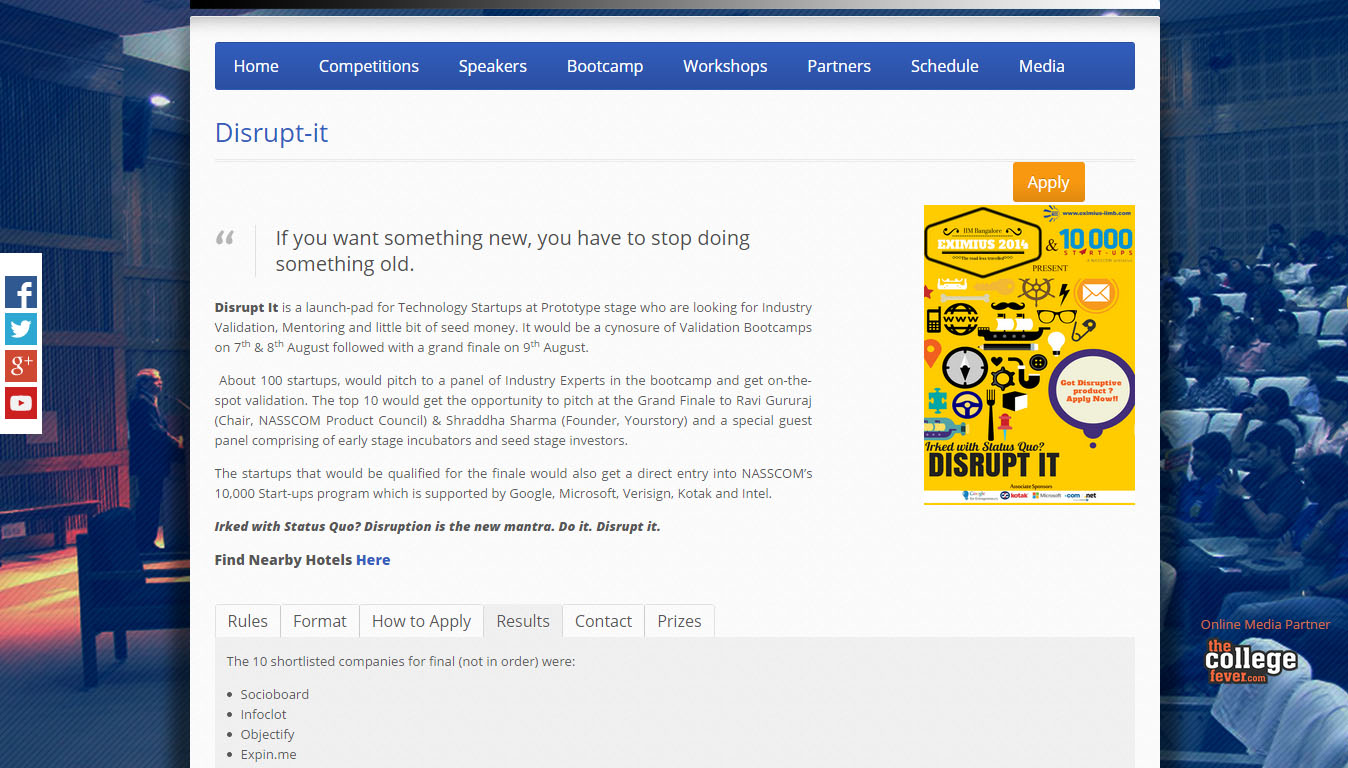 Home Competitions Speakers Bootcamp Workshops Partners Schedule Media
Disrupt-it
Apply
“ If you want something new, you have to stop doing
something old.
Disrupt It is a launch-pad for Technology Startups at Prototype stage who are looking for Industry
Validation, Mentoring and little bit of seed money. It would be a cynosure of Validation Bootcamps
on 7th & 8th August followed with a grand finale on 9th August.
About 100 startups, would pitch to a panel of Industry Experts in the bootcamp and get on-the-
spot validation. The top 10 would get the opportunity to pitch at the Grand Finale to Ravi Gururaj
(Chair, NASSCOM Product Council) & Shraddha Sharma (Founder, Yourstory) and a special guest
panel comprising of early stage incubators and seed stage investors.
The startups that would be qualified for the finale would also get a direct entry into NASSCOM’s
10,000 Start-ups program which is supported by Google, Microsoft, Verisign, Kotak and Intel.
Irked with Status Quo? Disruption is the new mantra. Do it. Disrupt it.
Find Nearby Hotels Here
www.eximius-iimb.com
IIM Bangalore
EXIMIUS 2014
& 10 000
START-UPS
PRESENT
WWW
Got Disruptive
product ?
Apply Now!!
Irked with Status Quo?
DISRUPT IT
Associate Sponsors
Google kotak Microsoft .com .net
Rules Format How to Apply Results Contact Prizes
The 10 shortlisted companies for final (not in order) were:
• Socioboard
• Infoclot
• Objectify
• Expin.me
Online Media Partner
the
college
fever.com